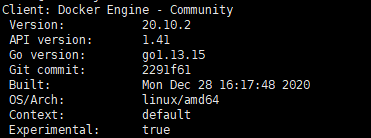 Client: Docker Engine - Community
Version: 20.10.2
API version: 1.41
Go version: go1.13.15
Git commit: 2291f61
Built: Mon Dec 28 16:17:48 2020
OS/Arch: linux/amd64
Context: default
Experimental: true